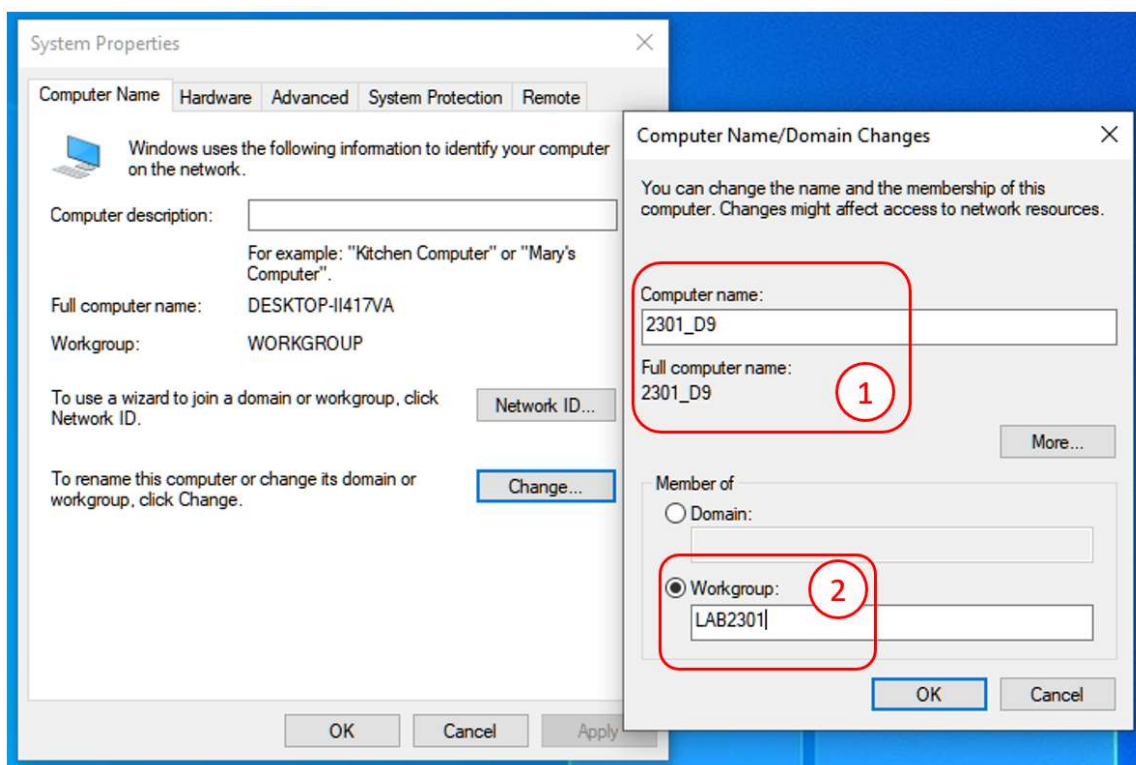 System Properties
Computer Name Hardware Advanced System Protection Remote
Windows uses the following information to identify your computer
on the network.
Computer description:
For example: "Kitchen Computer" or "Mary's
Computer".
Full computer name: DESKTOP-II417VA
Workgroup: WORKGROUP
To use a wizard to join a domain or workgroup, click
Network ID.
Network ID...
To rename this computer or change its domain or
workgroup, click Change.
Change...
OK Cancel Apply
Computer Name/Domain Changes
You can change the name and the membership of this
computer. Changes might affect access to network resources.
Computer name:
2301_D9
Full computer name:
2301_D9
1
More...
Member of
Domain:
Workgroup:
2
LAB2301
OK Cancel